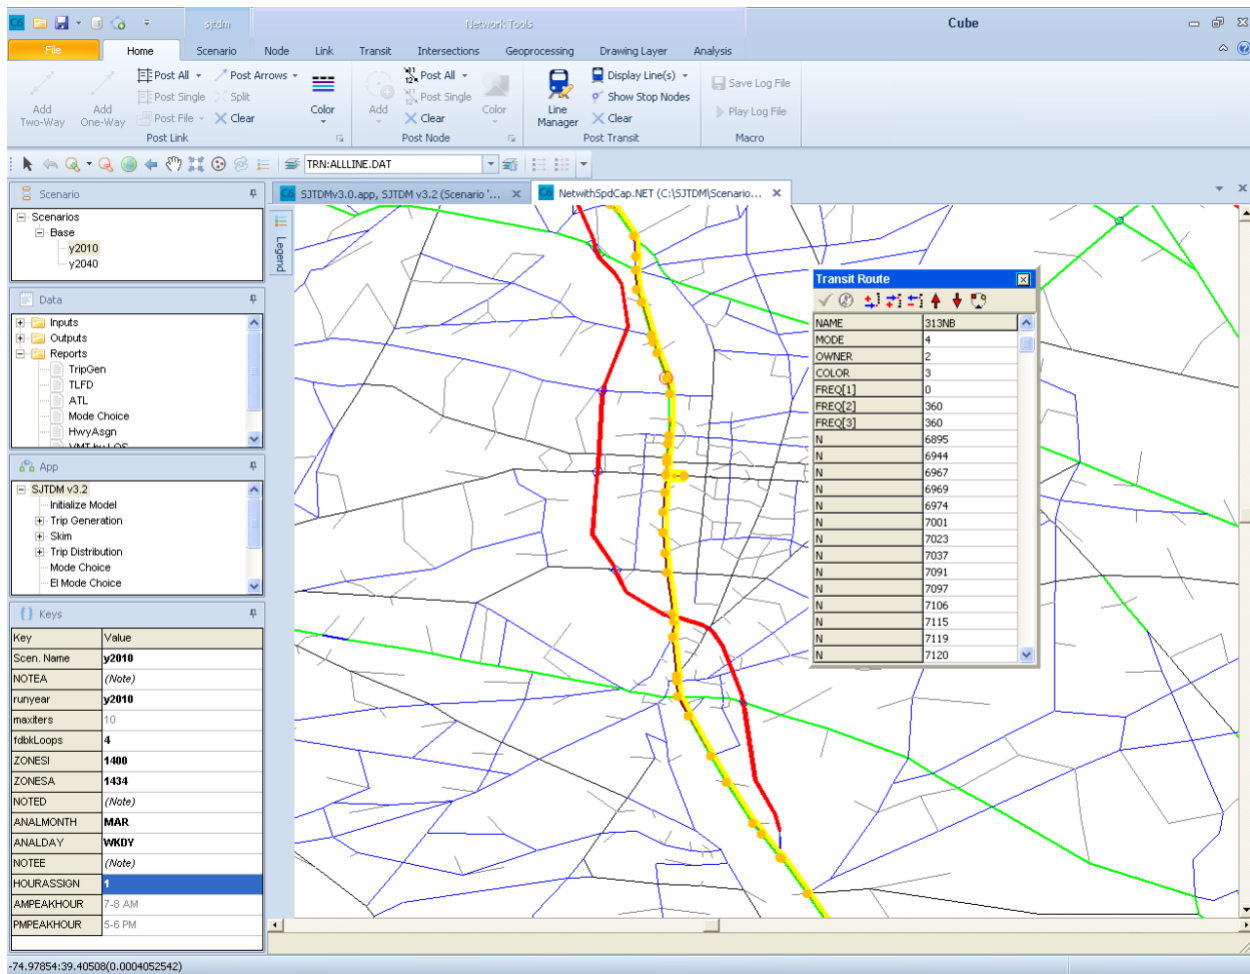 C6 sjtdm Network Tools Cube
File Home Scenario Node Link Transit Intersections Geoprocessing Drawing Layer Analysis
Add Two-Way
Add One-Way
Post All
Post Single
Post File
Post Arrows
Split
Clear
Color
Post Link
Add
Post All
Post Single
Clear
Color
Post Node
Line Manager
Display Line(s)
Show Stop Nodes
Clear
Post Transit
Save Log File
Play Log File
Macro
TRN:ALLLINE.DAT
Scenario
Scenarios
Base
y2010
y2040
Data
Inputs
Outputs
Reports
TripGen
TLFD
ATL
Mode Choice
HwyAsgn
VMT by LOS
App
SJTDM v3.2
Initialize Model
Trip Generation
Skim
Trip Distribution
Mode Choice
EI Mode Choice
Keys
Key Value
Scen. Name y2010
NOTEA (Note)
runyear y2010
maxiters 10
fdbkLoops 4
ZONESI 1400
ZONESA 1434
NOTED (Note)
ANALMONTH MAR
ANALDAY WKDY
NOTEE (Note)
HOURASSIGN 1
AMPEAKHOUR 7-8 AM
PMPEAKHOUR 5-6 PM
C6 SJTDMv3.0.app, SJTDM v3.2 (Scenario '...
C6 NetwithSpdCap.NET (C:\SJTDM\Scenario...
Legend
Transit Route
NAME 313NB
MODE 4
OWNER 2
COLOR 3
FREQ[1] 0
FREQ[2] 360
FREQ[3] 360
N 6895
N 6944
N 6967
N 6969
N 6974
N 7001
N 7023
N 7037
N 7091
N 7097
N 7106
N 7115
N 7119
N 7120
-74.97854:39.40508(0.0004052542)